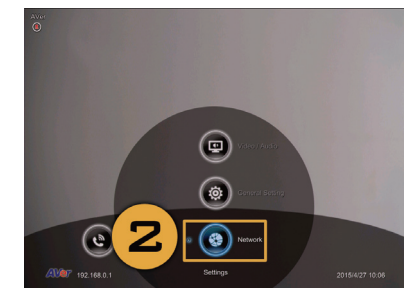 AVer
Video / Audio
General Setting
2
Network
AVer
192.168.0.1
Settings
2015/4/27 10:06